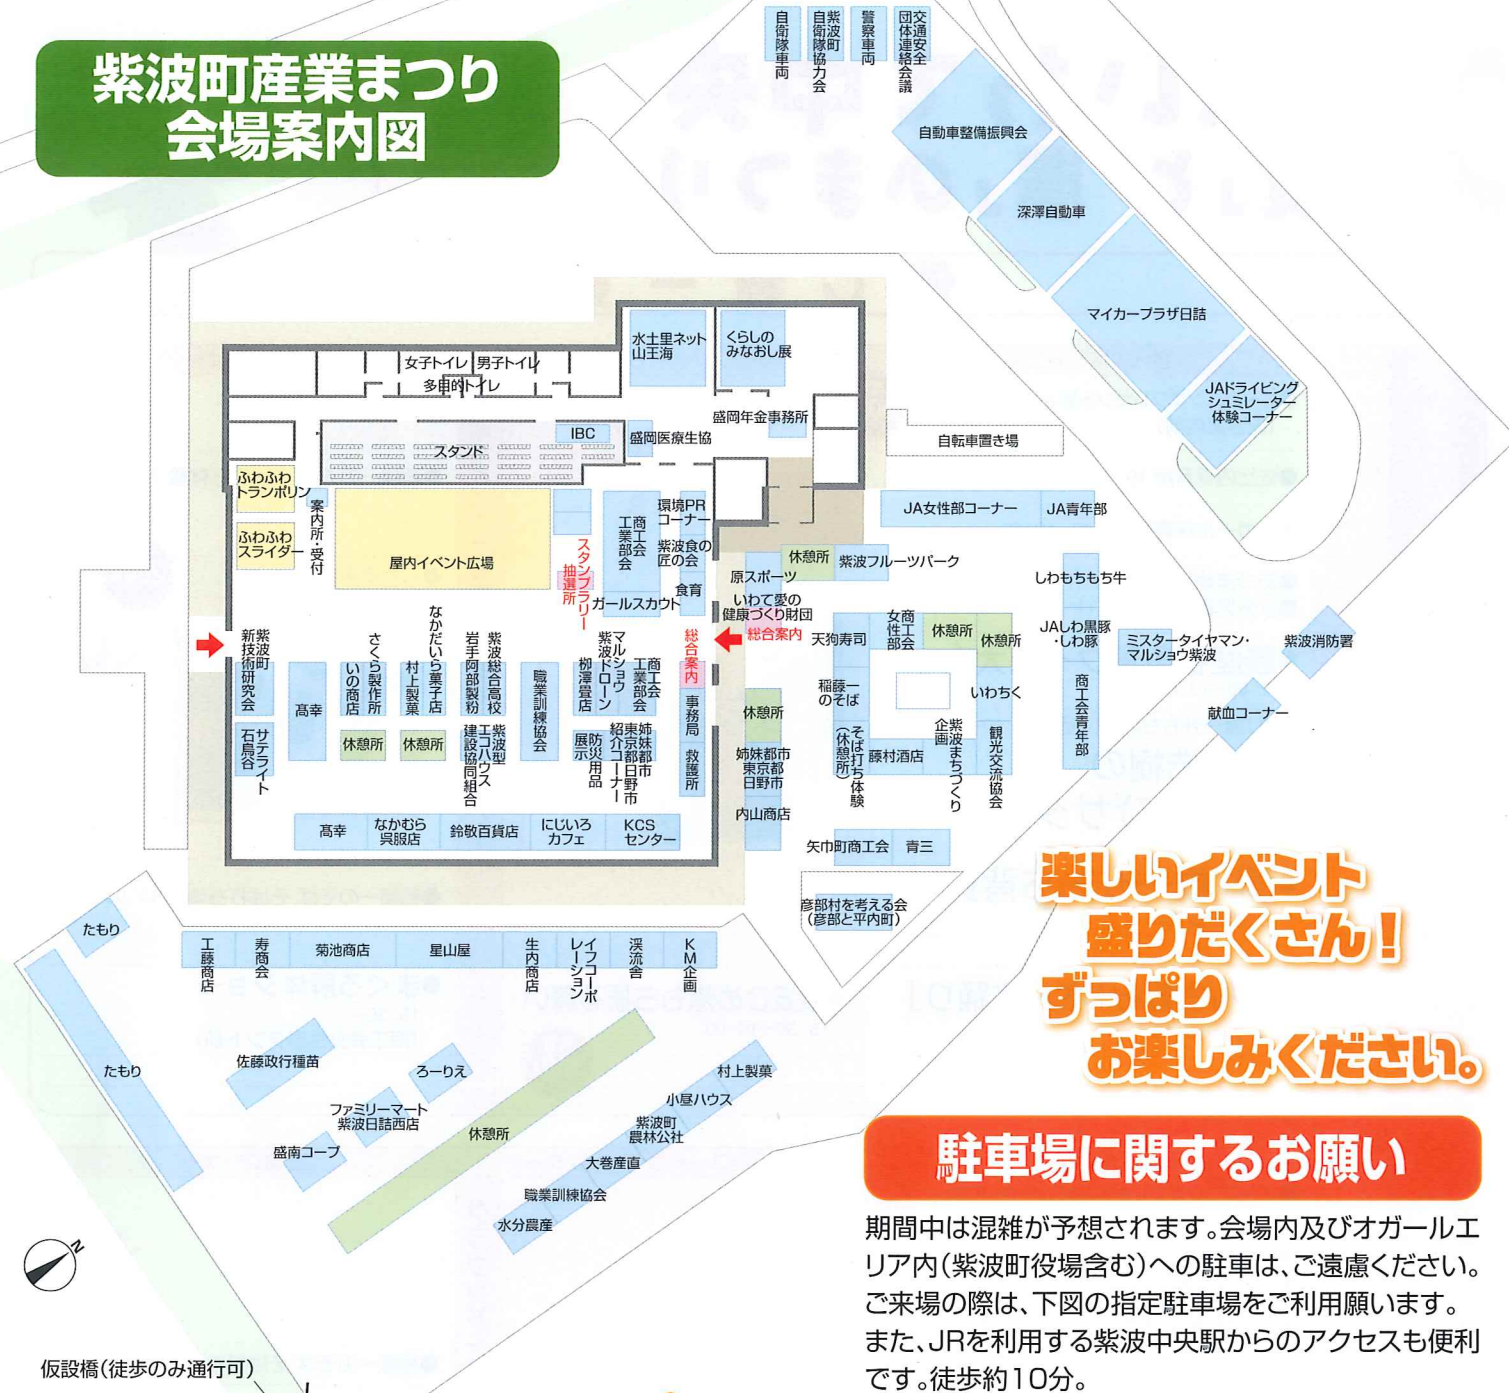 紫波町産業まつり
会場案内図
自衛隊車両
紫波町
自衛隊協力会
警察車両
交通安全
団体連絡会議
自動車整備振興会
深澤自動車
マイカープラザ日詰
JAドライビング
シュミレーター
体験コーナー
自転車置き場
水土里ネット
山王海
くらしの
みなおし展
女子トイレ
男子トイレ
多目的トイレ
盛岡年金事務所
IBC
盛岡医療生協
スタンド
ふわふわ
トランポリン
ふわふわ
スライダー
案内所・受付
屋内イベント広場
スタンプラリー
抽選所
商工会
工業部会
環境PR
コーナー
紫波食の
匠の会
食育
ガールスカウト
JA女性部コーナー
JA青年部
休憩所
紫波フルーツパーク
原スポーツ
いわて愛の
健康づくり財団
総合案内
総合案内
しわもちもち牛
JAしわ黒豚
・しわ豚
商工会青年部
ミスタータイヤマン・
マルショウ紫波
紫波消防署
献血コーナー
天狗寿司
商工会
女性部会
休憩所
休憩所
稲藤一
のそば
いわちく
そば打ち体験
(休憩所)
藤村酒店
紫波まちづくり
企画
観光交流協会
紫波町
新技術研究会
サテライト
石鳥谷
髙幸
さくら製作所
いの商店
なかだいら菓子店
村上製菓
紫波総合高校
岩手阿部製粉
職業訓練協会
マルショウ
紫波ドローン
栁澤畳店
商工会
工業部会
休憩所
休憩所
紫波型
エコハウス
建設協同組合
防災用品
展示
姉妹都市
東京都日野市
紹介コーナー
事務局
救護所
休憩所
姉妹都市
東京都
日野市
内山商店
髙幸
なかむら
呉服店
鈴敬百貨店
にじいろ
カフェ
KCS
センター
矢巾町商工会
青三
彦部村を考える会
(彦部と平内町)
たもり
工藤商店
寿商会
菊池商店
星山屋
生内商店
イフコーポ
レーション
渓流舎
KM企画
たもり
佐藤政行種苗
ろーりえ
ファミリーマート
紫波日詰西店
盛南コープ
休憩所
村上製菓
小昼ハウス
紫波町
農林公社
大巻産直
職業訓練協会
水分農産
N
仮設橋(徒歩のみ通行可)
楽しいイベント
盛りだくさん!
ずっぱり
お楽しみください。
駐車場に関するお願い
期間中は混雑が予想されます。会場内及びオガールエ
リア内(紫波町役場含む)への駐車は、ご遠慮ください。
ご来場の際は、下図の指定駐車場をご利用願います。
また、JRを利用する紫波中央駅からのアクセスも便利
です。徒歩約10分。